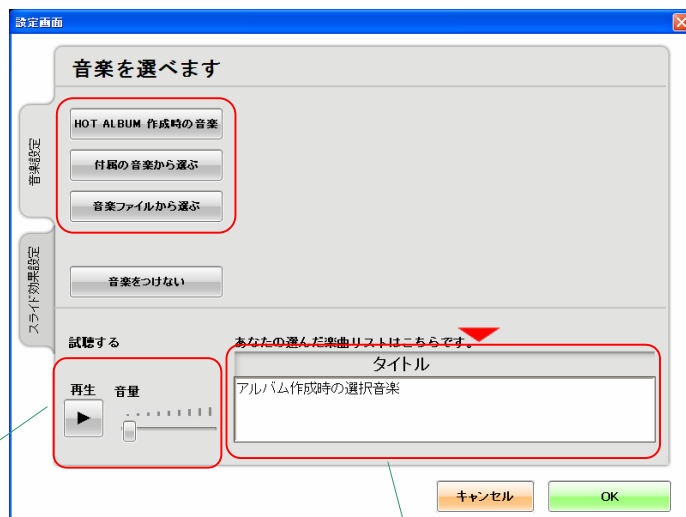 設定画面
音楽を選べます
音楽設定
スライド効果設定
HOT ALBUM 作成時の音楽
付属の音楽から選ぶ
音楽ファイルから選ぶ
音楽をつけない
試聴する
再生 音量
あなたの選んだ楽曲リストはこちらです。
タイトル
アルバム作成時の選択音楽
キャンセル
OK